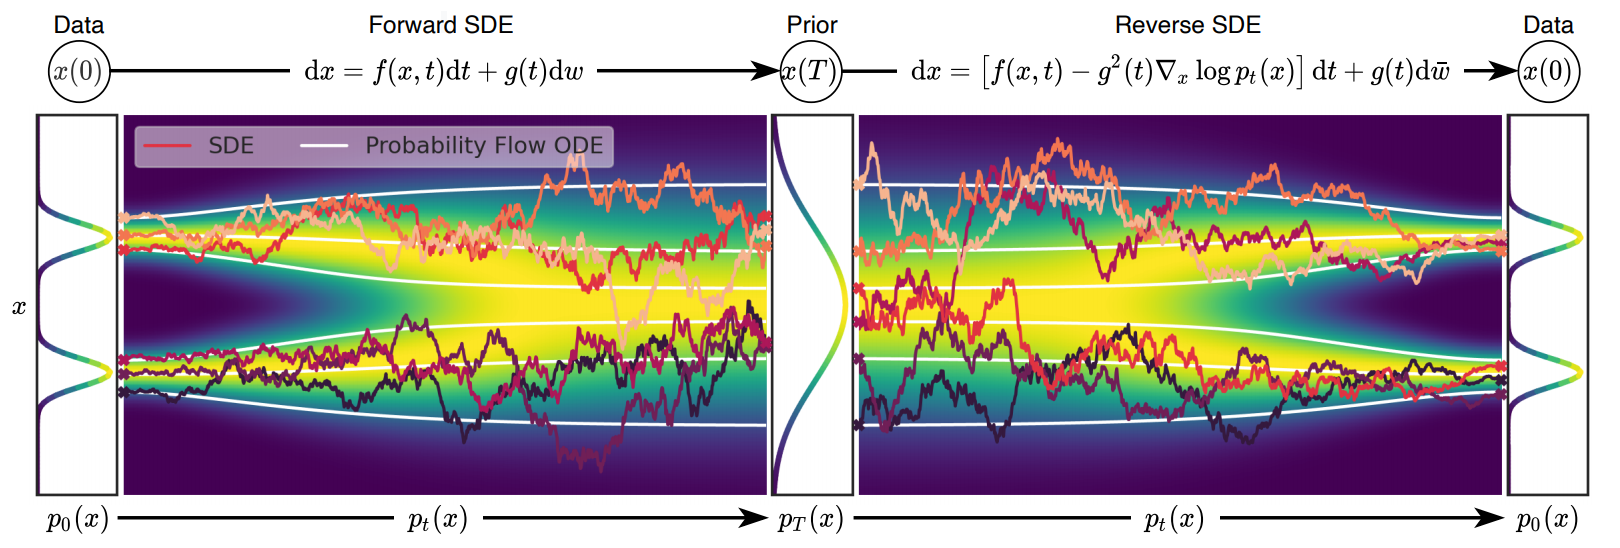 Data Forward SDE Prior Reverse SDE Data
x(0) dx = f(x, t)dt + g(t)dw x(T) dx = [f(x, t) − g²(t)∇ₓ log pₜ(x)] dt + g(t)dw̄ x(0)
SDE Probability Flow ODE
x
p₀(x) pₜ(x) p_T(x) pₜ(x) p₀(x)